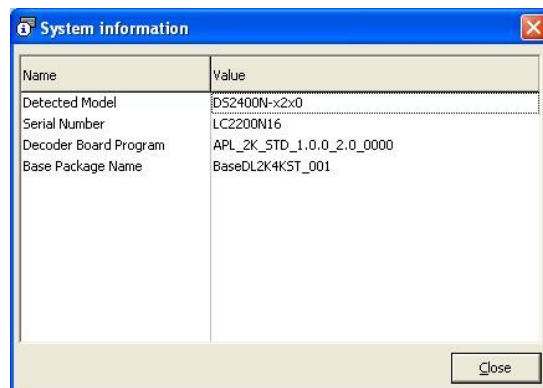 System information
Name Value
Detected Model DS2400N-x2x0
Serial Number LC2200N16
Decoder Board Program APL_2K_STD_1.0.0_2.0_0000
Base Package Name BaseDL2K4KST_001
Close